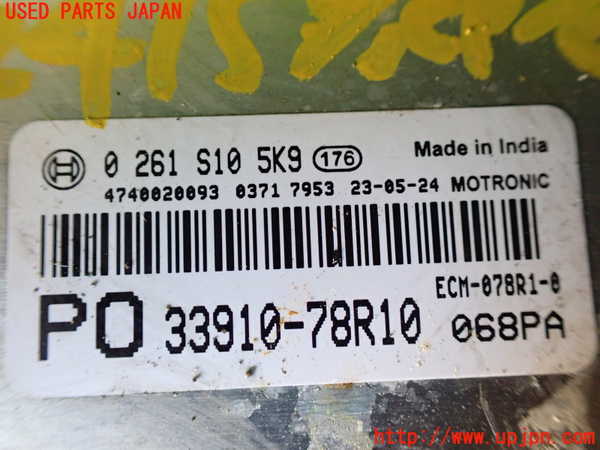 USED PARTS JAPAN
BOSCH 0 261 S10 5K9 176 Made in India
4740020093 0371 7953 23-05-24 MOTRONIC
ECM-078R1-0
PO 33910-78R10 068PA
http://www.upjpn.com